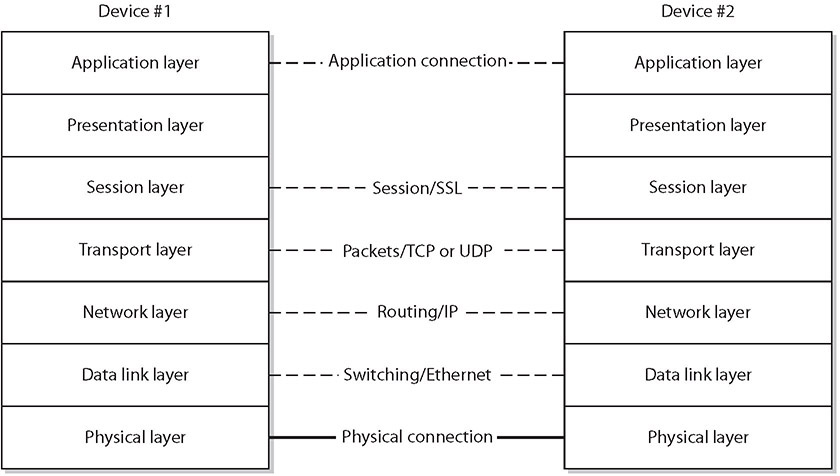 Device #1
Device #2
Application layer
Application connection
Application layer
Presentation layer
Presentation layer
Session layer
Session/SSL
Session layer
Transport layer
Packets/TCP or UDP
Transport layer
Network layer
Routing/IP
Network layer
Data link layer
Switching/Ethernet
Data link layer
Physical layer
Physical connection
Physical layer